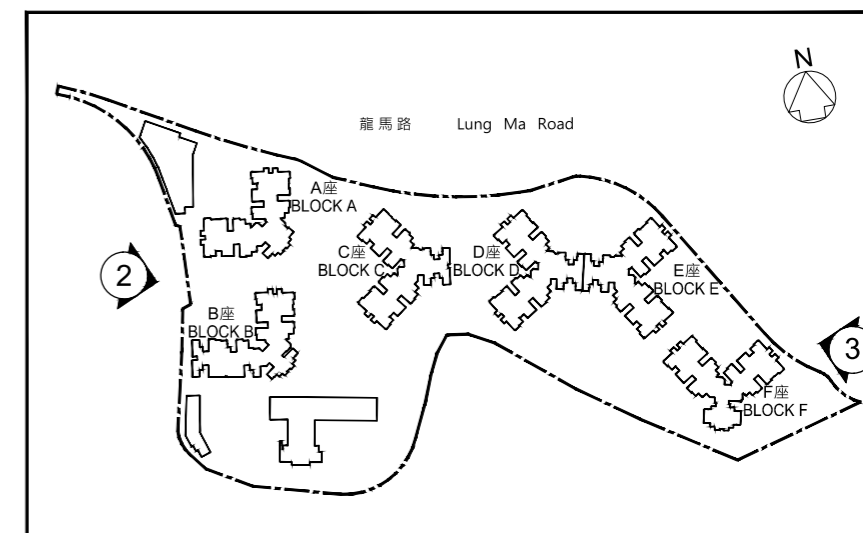 N
龍馬路 Lung Ma Road
A座
BLOCK A
C座
BLOCK C
D座
BLOCK D
E座
BLOCK E
2
B座
BLOCK B
3
F座
BLOCK F